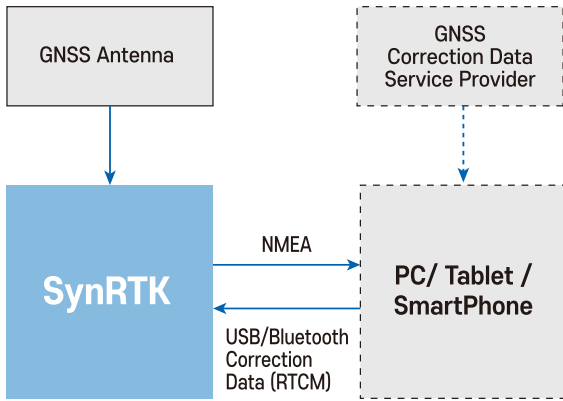 GNSS Antenna
GNSS
Correction Data
Service Provider
NMEA
SynRTK
PC/ Tablet /
SmartPhone
USB/Bluetooth
Correction
Data (RTCM)